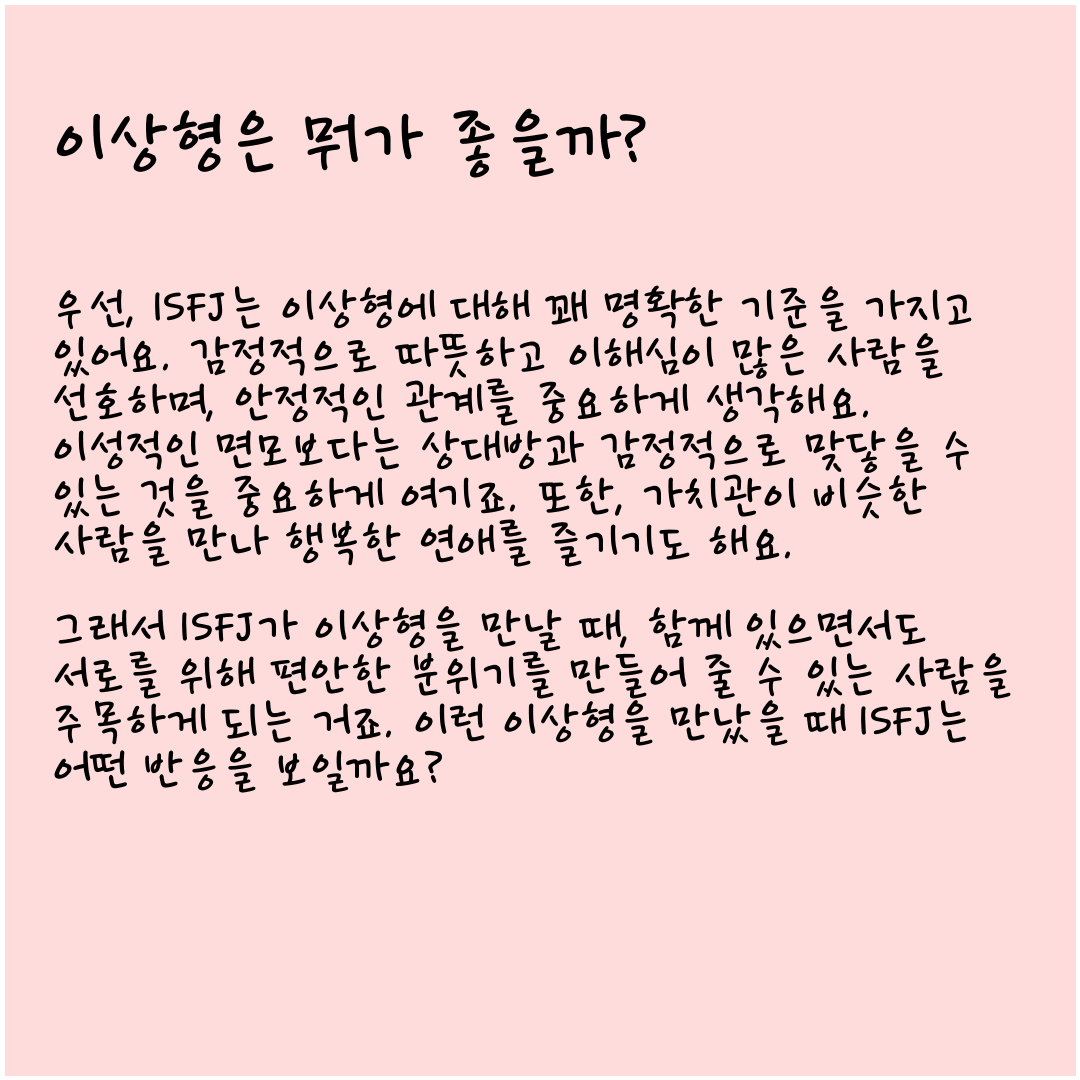 이상형은 뭐가 좋을까?
우선, ISFJ는 이상형에 대해 꽤 명확한 기준을 가지고
있어요. 감정적으로 따뜻하고 이해심이 많은 사람을
선호하며, 안정적인 관계를 중요하게 생각해요.
이성적인 면모보다는 상대방과 감정적으로 맞닿을 수
있는 것을 중요하게 여기죠. 또한, 가치관이 비슷한
사람을 만나 행복한 연애를 즐기기도 해요.
그래서 ISFJ가 이상형을 만날 때, 함께 있으면서도
서로를 위해 편안한 분위기를 만들어 줄 수 있는 사람을
주목하게 되는 거죠. 이런 이상형을 만났을 때 ISFJ는
어떤 반응을 보일까요?